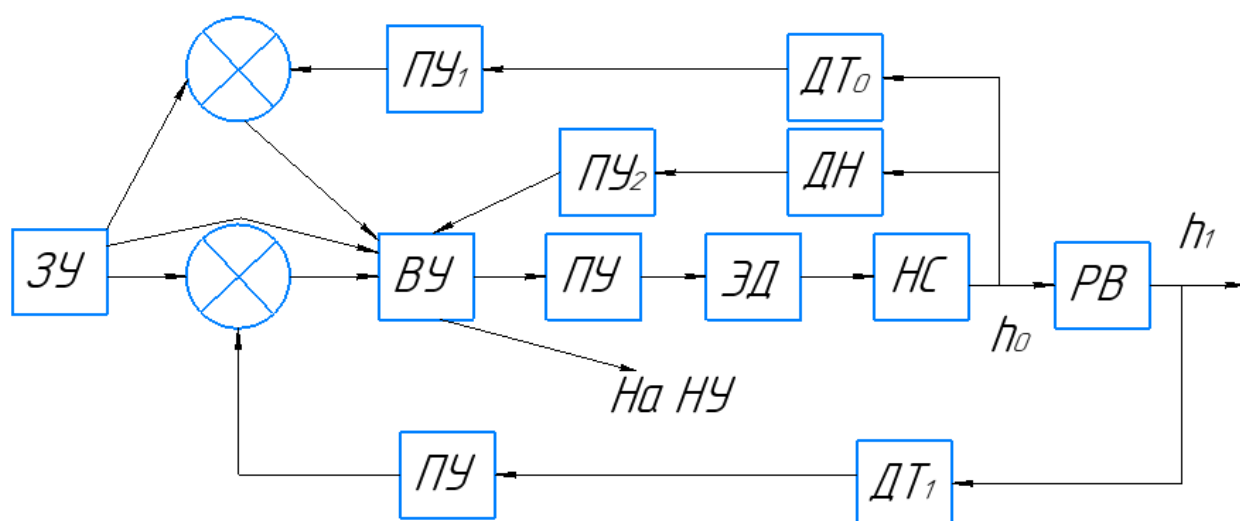 ПУ₁
ДТ₀
ПУ₂
ДН
ЗУ
ВУ
ПУ
ЭД
НС
h₀
РВ
h₁
На НУ
ПУ
ДТ₁